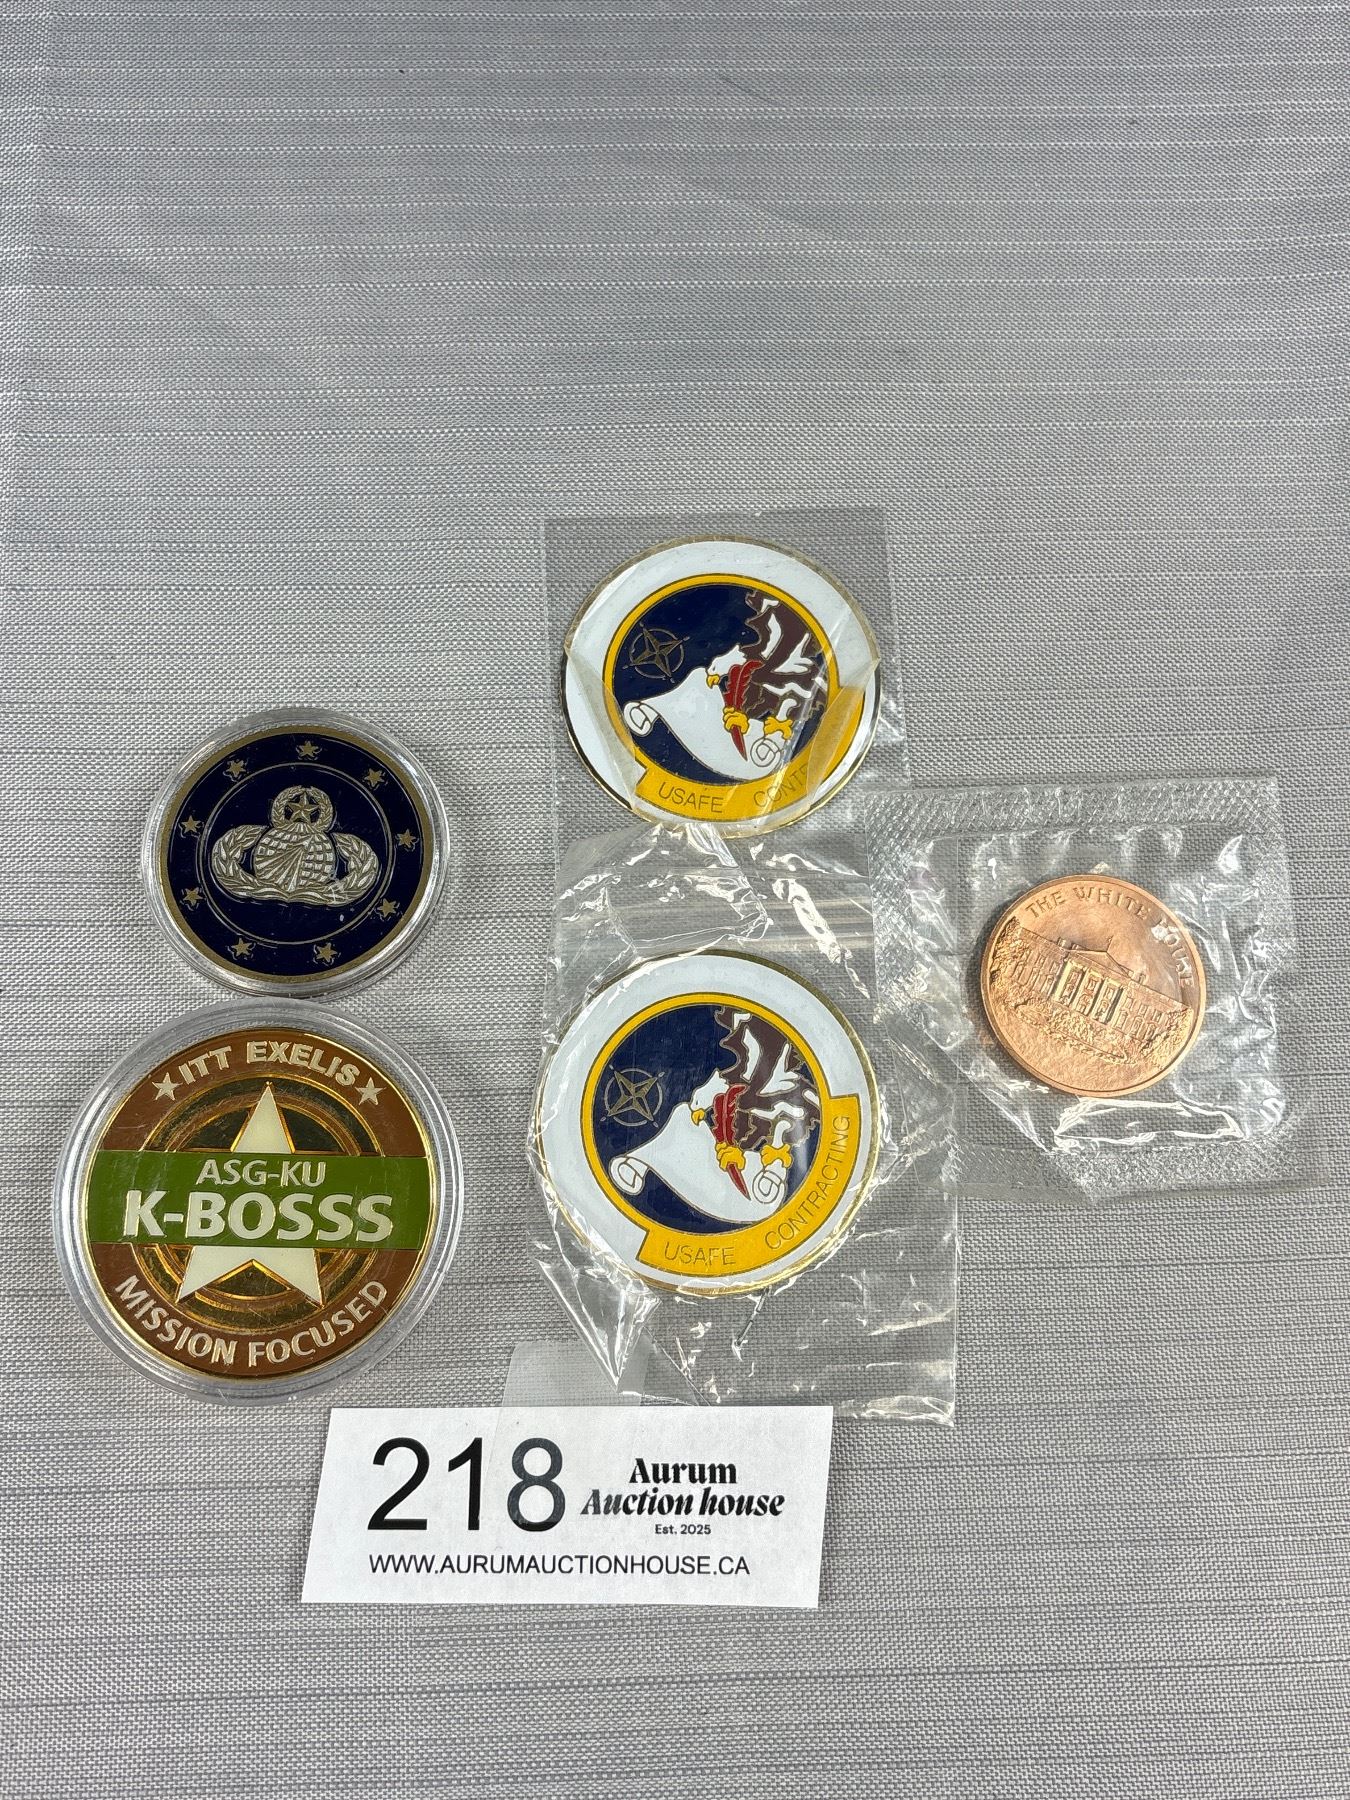 USAFE CONTR
THE WHITE HOUSE
ITT EXELIS
ASG-KU
K-BOSSS
MISSION FOCUSED
USAFE CONTRACTING
218
Aurum
Auction house
Est. 2025
WWW.AURUMAUCTIONHOUSE.CA